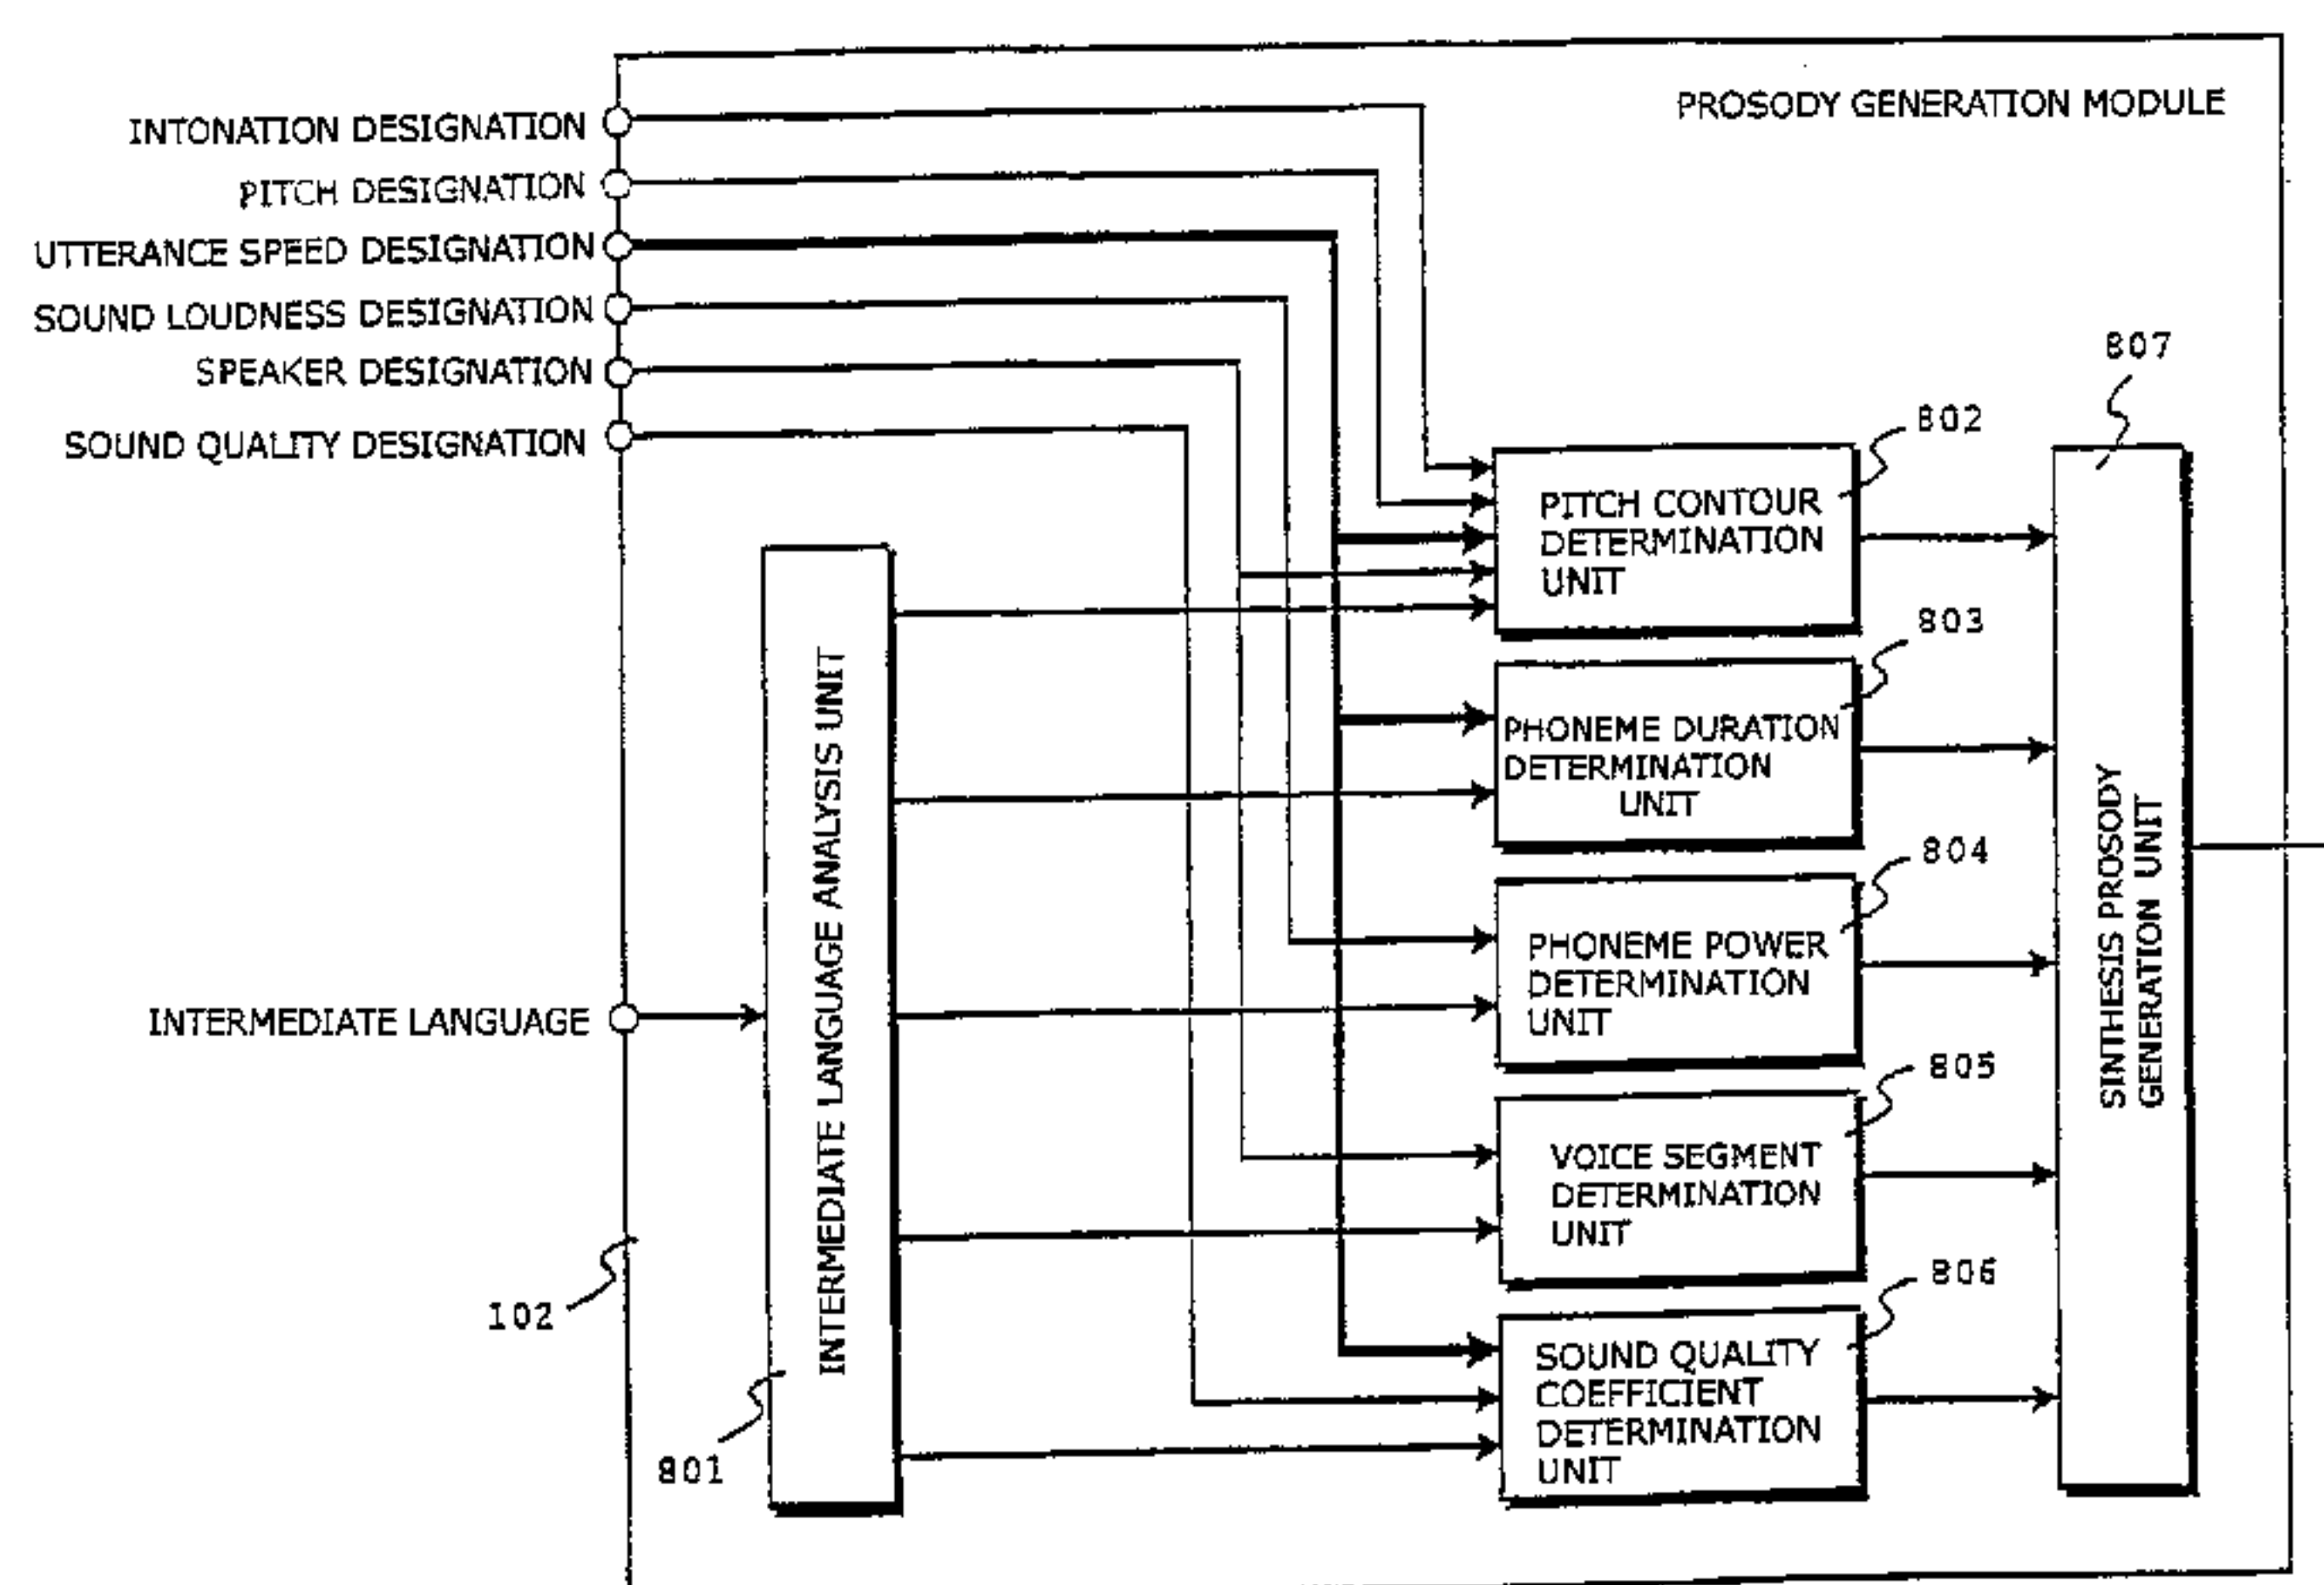 PROSODY GENERATION MODULE
INTONATION DESIGNATION
PITCH DESIGNATION
UTTERANCE SPEED DESIGNATION
SOUND LOUDNESS DESIGNATION
SPEAKER DESIGNATION
SOUND QUALITY DESIGNATION
INTERMEDIATE LANGUAGE
102
INTERMEDIATE LANGUAGE ANALYSIS UNIT
801
PITCH CONTOUR
DETERMINATION
UNIT
802
PHONEME DURATION
DETERMINATION
UNIT
803
PHONEME POWER
DETERMINATION
UNIT
804
VOICE SEGMENT
DETERMINATION
UNIT
805
SOUND QUALITY
COEFFICIENT
DETERMINATION
UNIT
806
SINTHESIS PROSODY
GENERATION UNIT
807